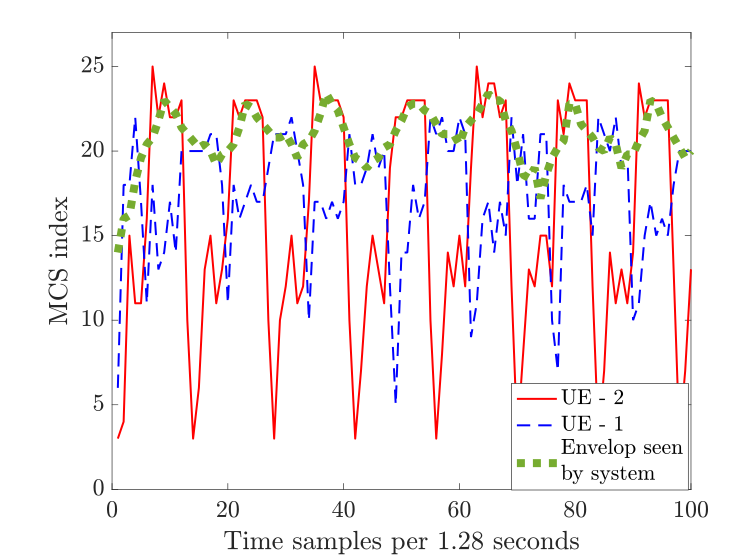 25
20
15
10
5
0
MCS index
0 20 40 60 80 100
Time samples per 1.28 seconds
UE - 2
UE - 1
Envelop seen
by system